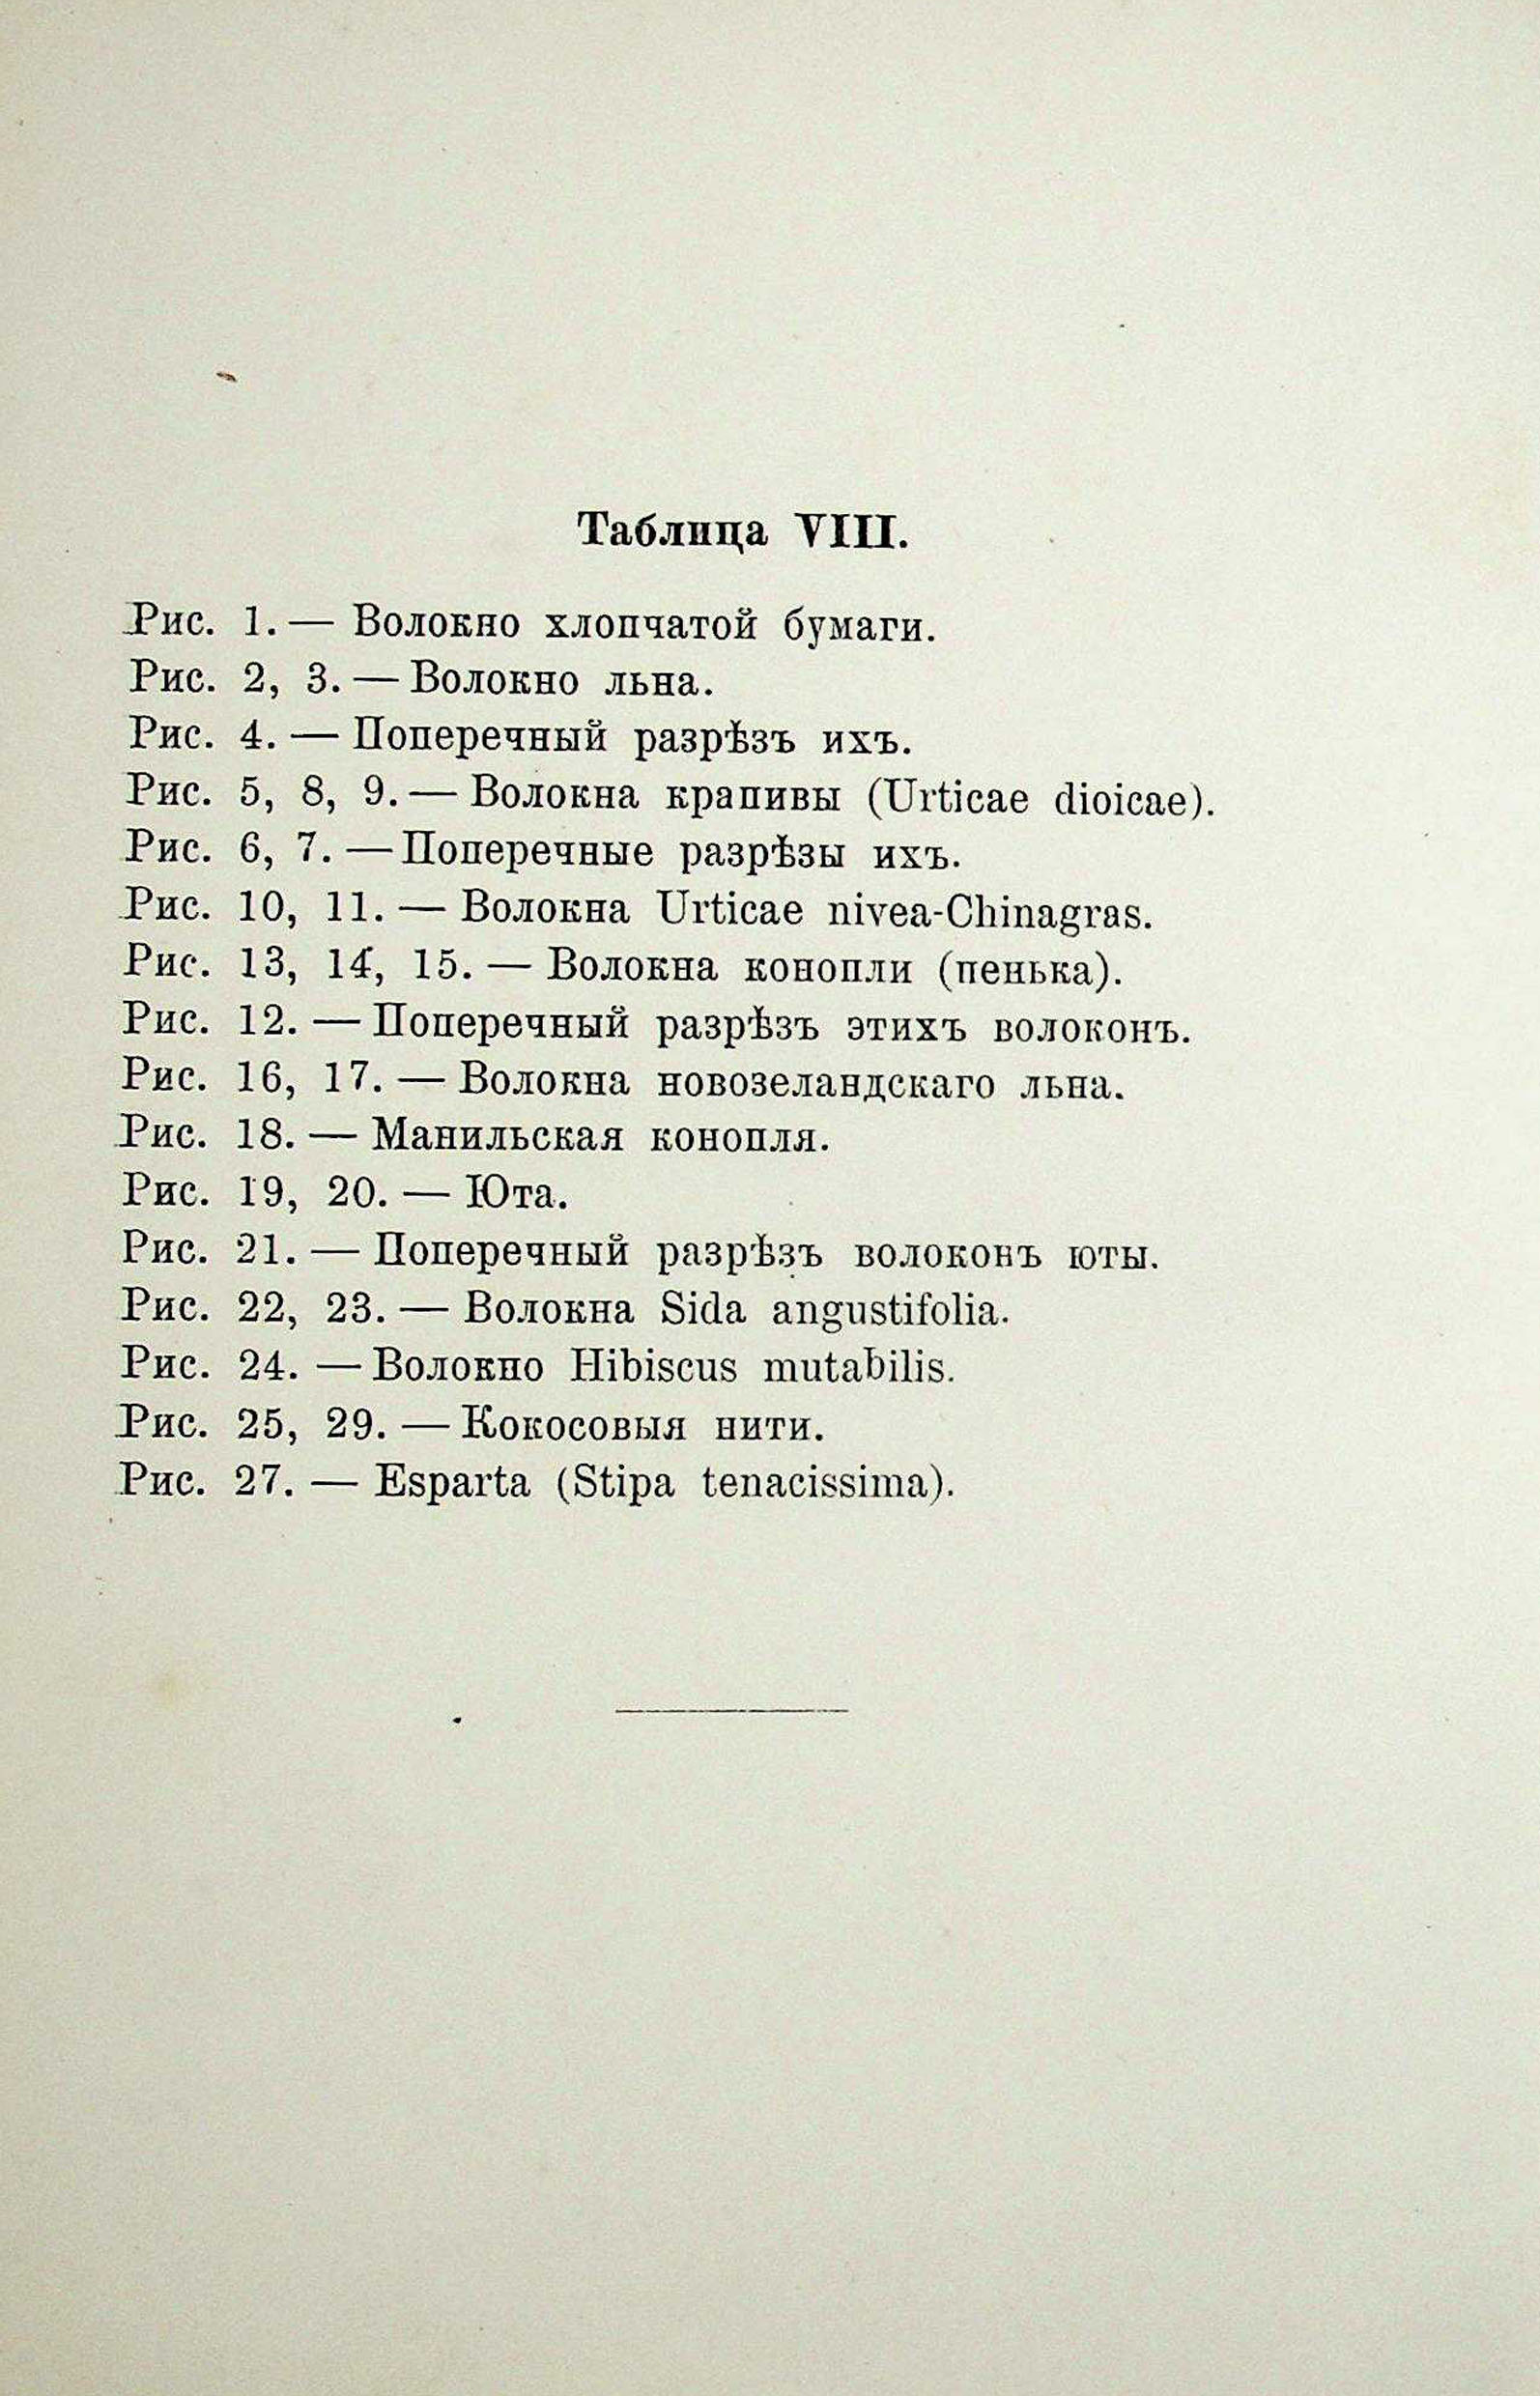 Таблица VIII.
Рис. 1. — Волокно хлопчатой бумаги.
Рис. 2, 3. — Волокно льна.
Рис. 4. — Поперечный разрѣзъ ихъ.
Рис. 5, 8, 9. — Волокна крапивы (Urticae dioicae).
Рис. 6, 7. — Поперечные разрѣзы ихъ.
Рис. 10, 11. — Волокна Urticae nivea-Chinagras.
Рис. 13, 14, 15. — Волокна конопли (пенька).
Рис. 12. — Поперечный разрѣзъ этихъ волоконъ.
Рис. 16, 17. — Волокна новозеландскаго льна.
Рис. 18. — Манильская конопля.
Рис. 19, 20. — Юта.
Рис. 21. — Поперечный разрѣзъ волоконъ юты.
Рис. 22, 23. — Волокна Sida angustifolia.
Рис. 24. — Волокно Hibiscus mutabilis.
Рис. 25, 29. — Кокосовыя нити.
Рис. 27. — Esparta (Stipa tenacissima).